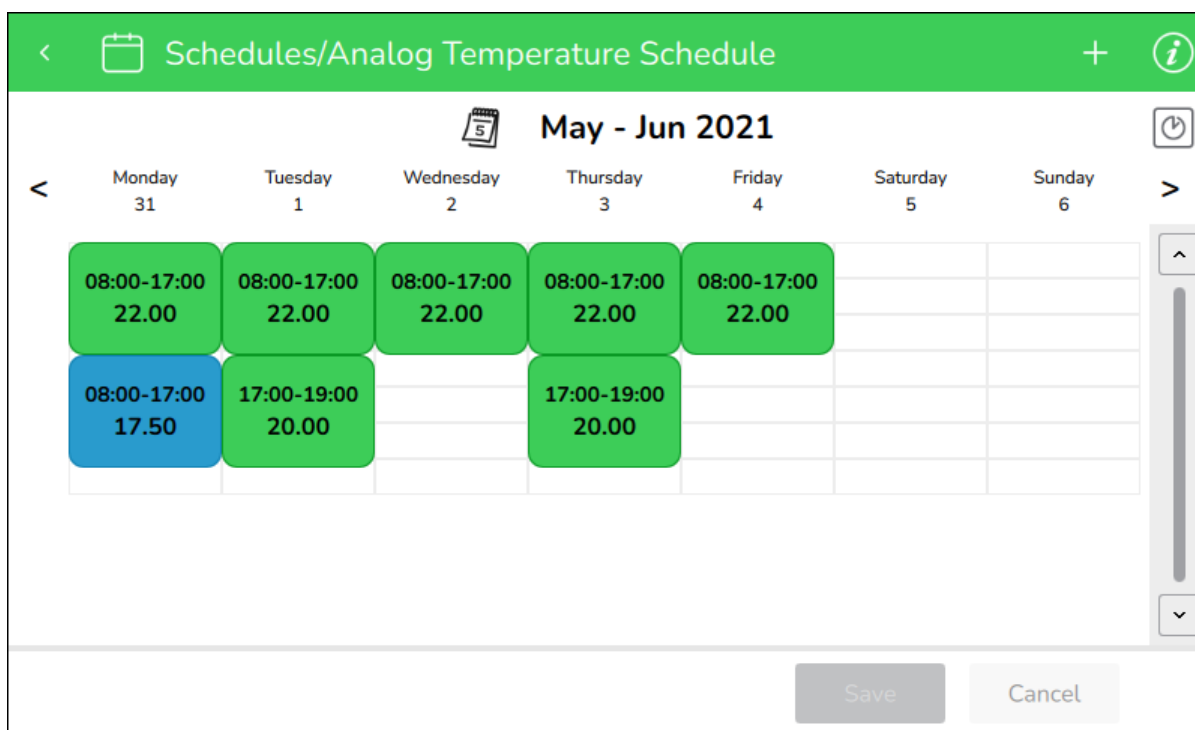 Schedules/Analog Temperature Schedule
5 May - Jun 2021
Monday Tuesday Wednesday Thursday Friday Saturday Sunday
31 1 2 3 4 5 6
08:00-17:00 08:00-17:00 08:00-17:00 08:00-17:00 08:00-17:00
22.00 22.00 22.00 22.00 22.00
08:00-17:00 17:00-19:00 17:00-19:00
17.50 20.00 20.00
Save Cancel